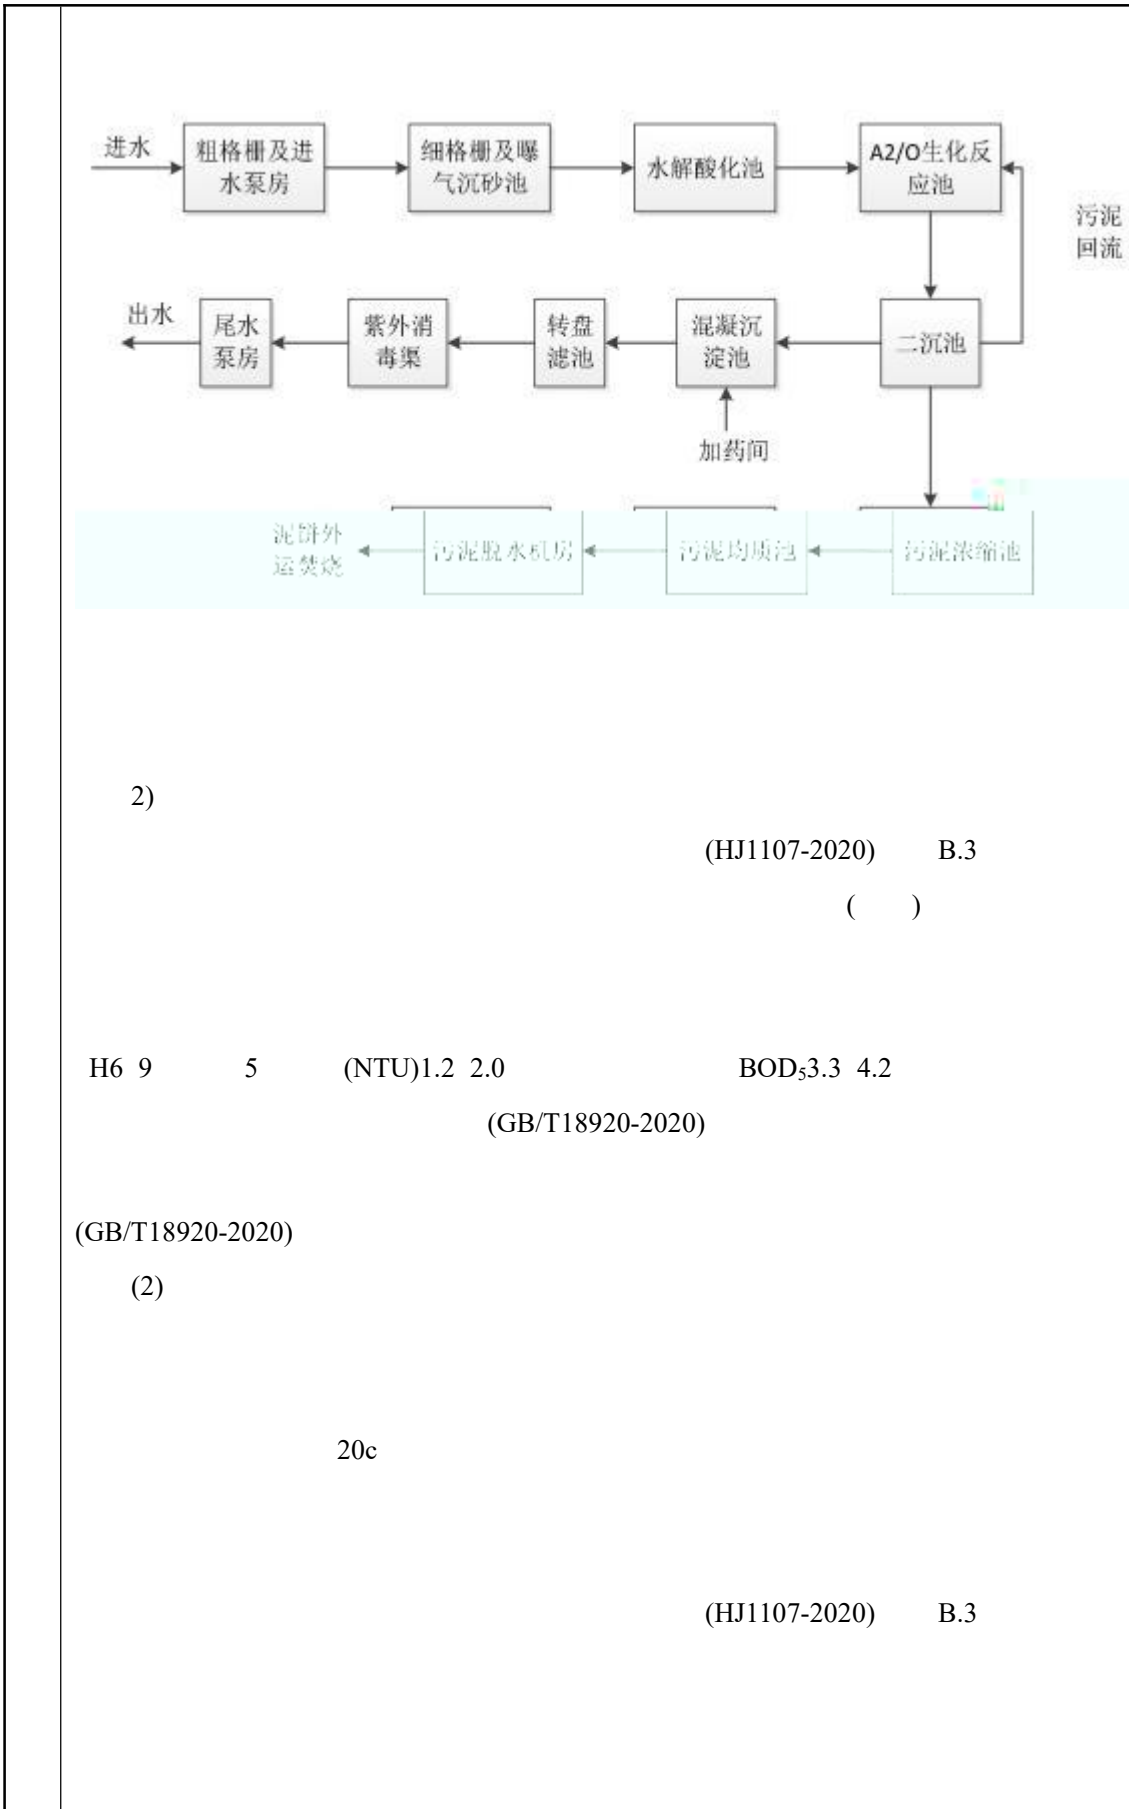 进水
粗格栅及进
水泵房
细格栅及曝
气沉砂池
水解酸化池
A2/O生化反
应池
污泥
回流
出水
尾水
泵房
紫外消
毒渠
转盘
滤池
混凝沉
淀池
二沉池
加药间
泥饼外
运焚烧
污泥脱水机房
污泥均质池
污泥浓缩池
2)
(HJ1107-2020) B.3
( )
H6 9 5 (NTU)1.2 2.0 BOD₅3.3 4.2
(GB/T18920-2020)
(GB/T18920-2020)
(2)
20c
(HJ1107-2020) B.3